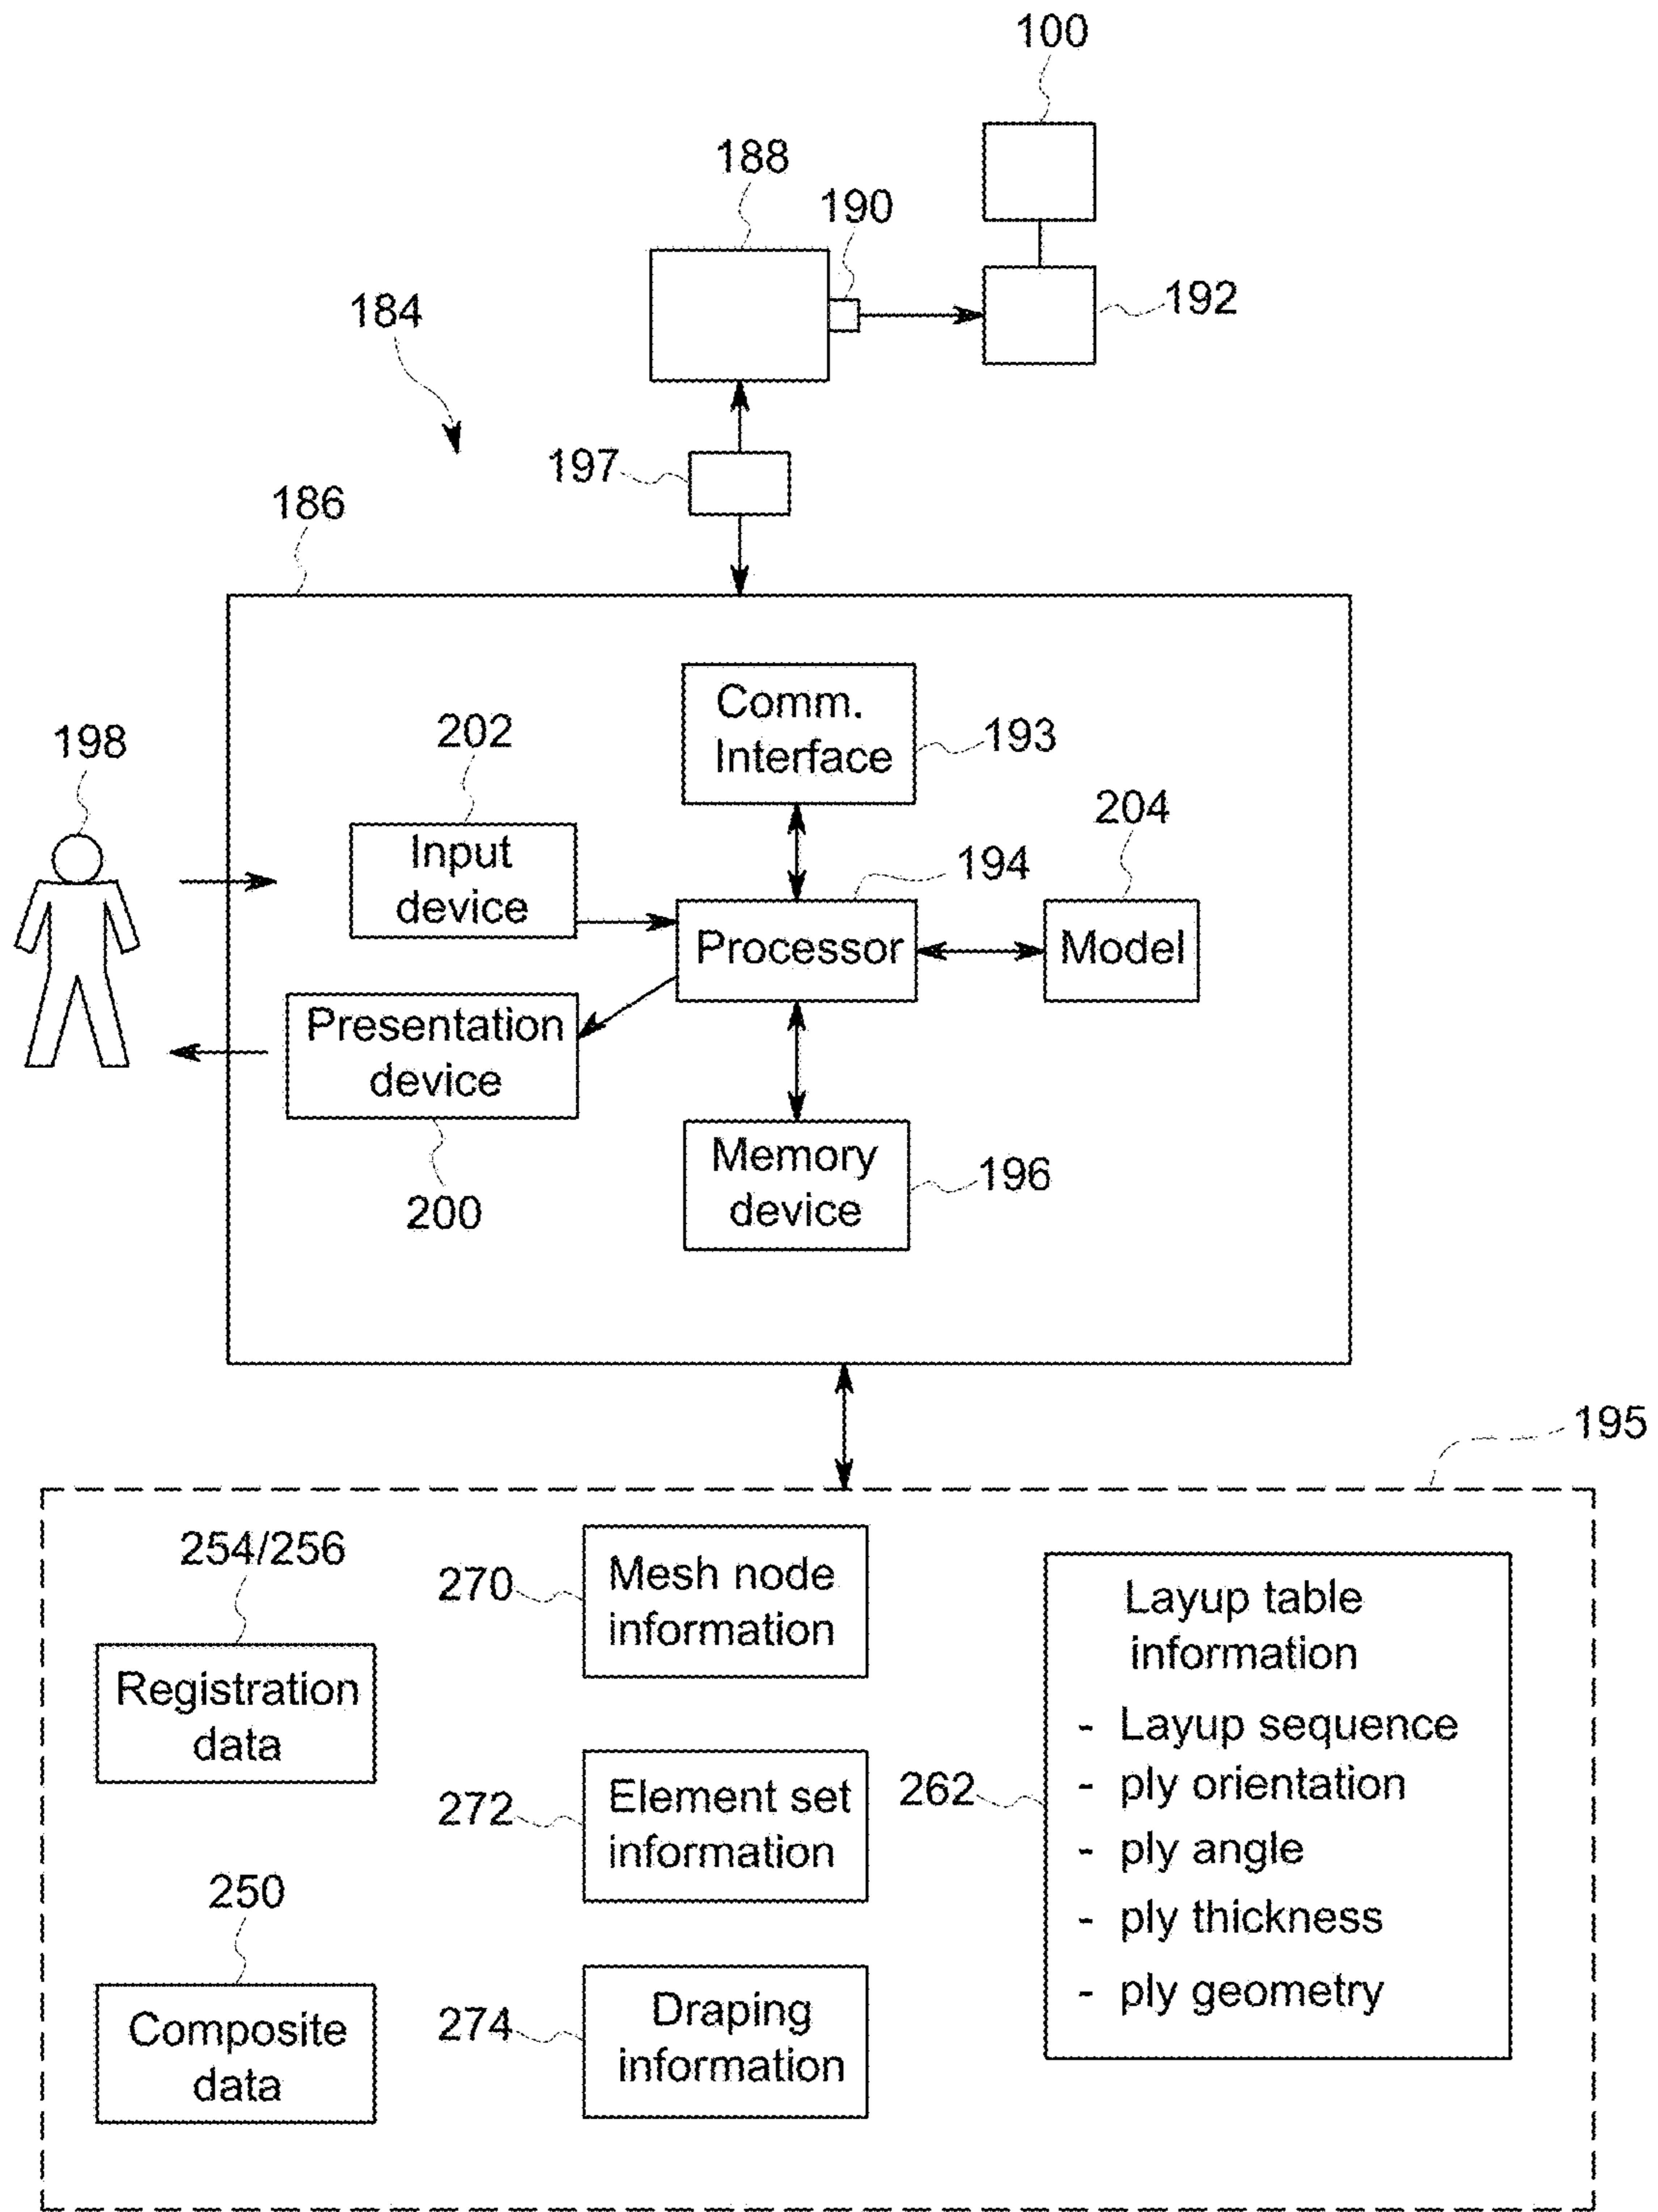 100
188
190
192
184
197
186
Comm.
Interface
193
202
198
Input
device
204
194
Processor
Model
Presentation
device
200
Memory
device
196
195
254/256
Registration
data
270
Mesh node
information
Layup table
information
- Layup sequence
- ply orientation
- ply angle
- ply thickness
- ply geometry
272
Element set
information
262
250
Composite
data
274
Draping
information